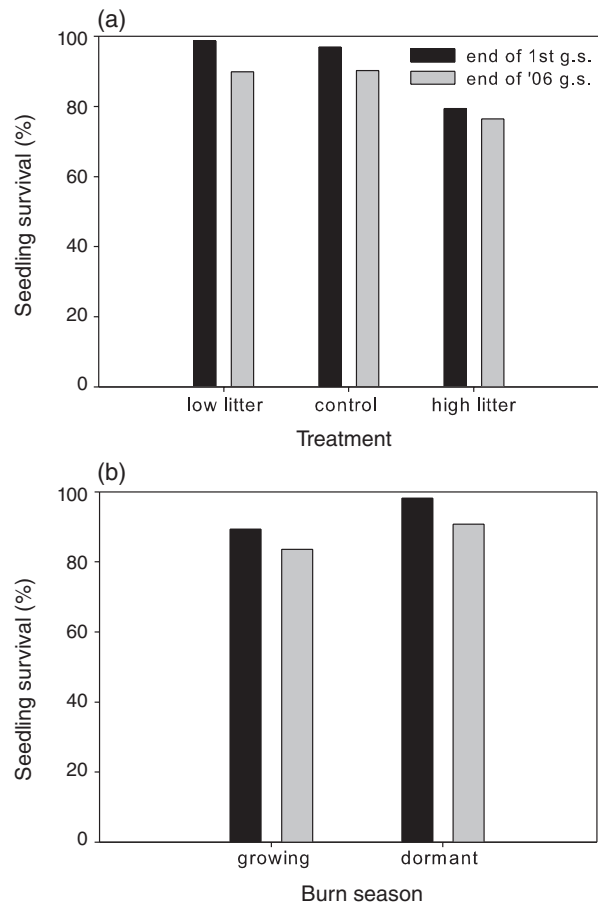 (a)
100
80
60
40
20
0
Seedling survival (%)
end of 1st g.s.
end of '06 g.s.
low litter control high litter
Treatment
(b)
100
80
60
40
20
0
Seedling survival (%)
growing dormant
Burn season